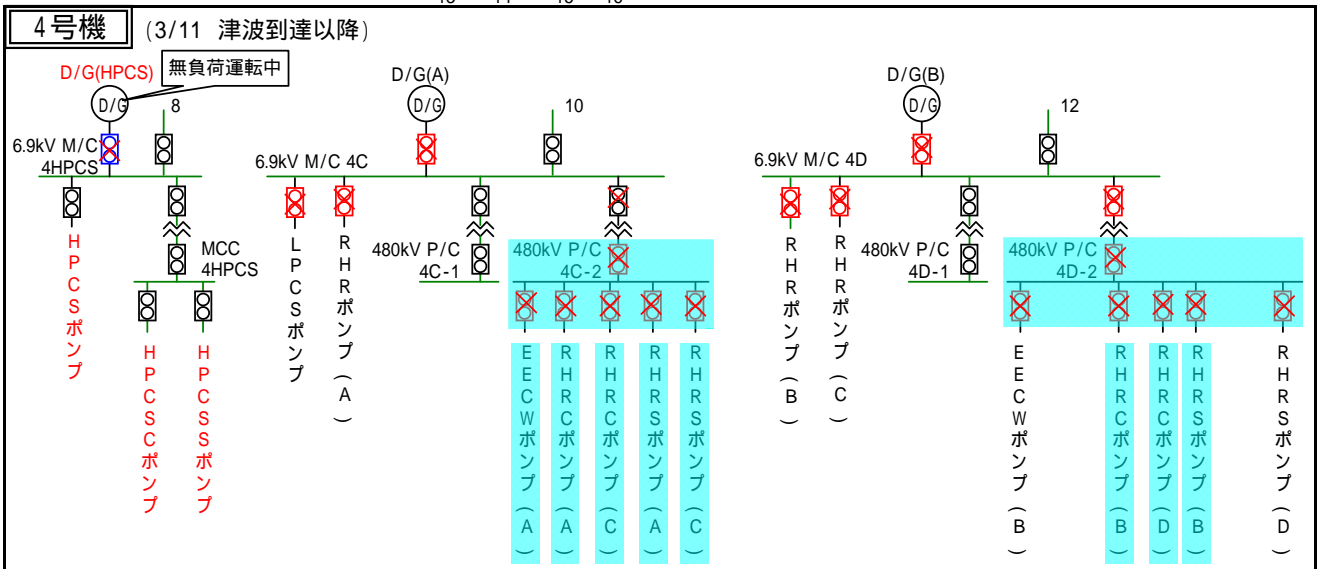 4号機 (3/11 津波到達以降)
D/G(HPCS)
無負荷運転中
D/G
8
6.9kV M/C
4HPCS
HPCSポンプ
MCC
4HPCS
HPCSCポンプ
HPCSSポンプ
D/G(A)
D/G
10
6.9kV M/C 4C
LPCSポンプ
RHRポンプ(A)
480kV P/C
4C-1
480kV P/C
4C-2
EECWポンプ(A)
RHRCポンプ(A)
RHRCポンプ(C)
RHRSポンプ(A)
RHRSポンプ(C)
D/G(B)
D/G
12
6.9kV M/C 4D
RHRポンプ(B)
RHRポンプ(C)
480kV P/C
4D-1
480kV P/C
4D-2
EECWポンプ(B)
RHRCポンプ(B)
RHRCポンプ(D)
RHRSポンプ(B)
RHRSポンプ(D)